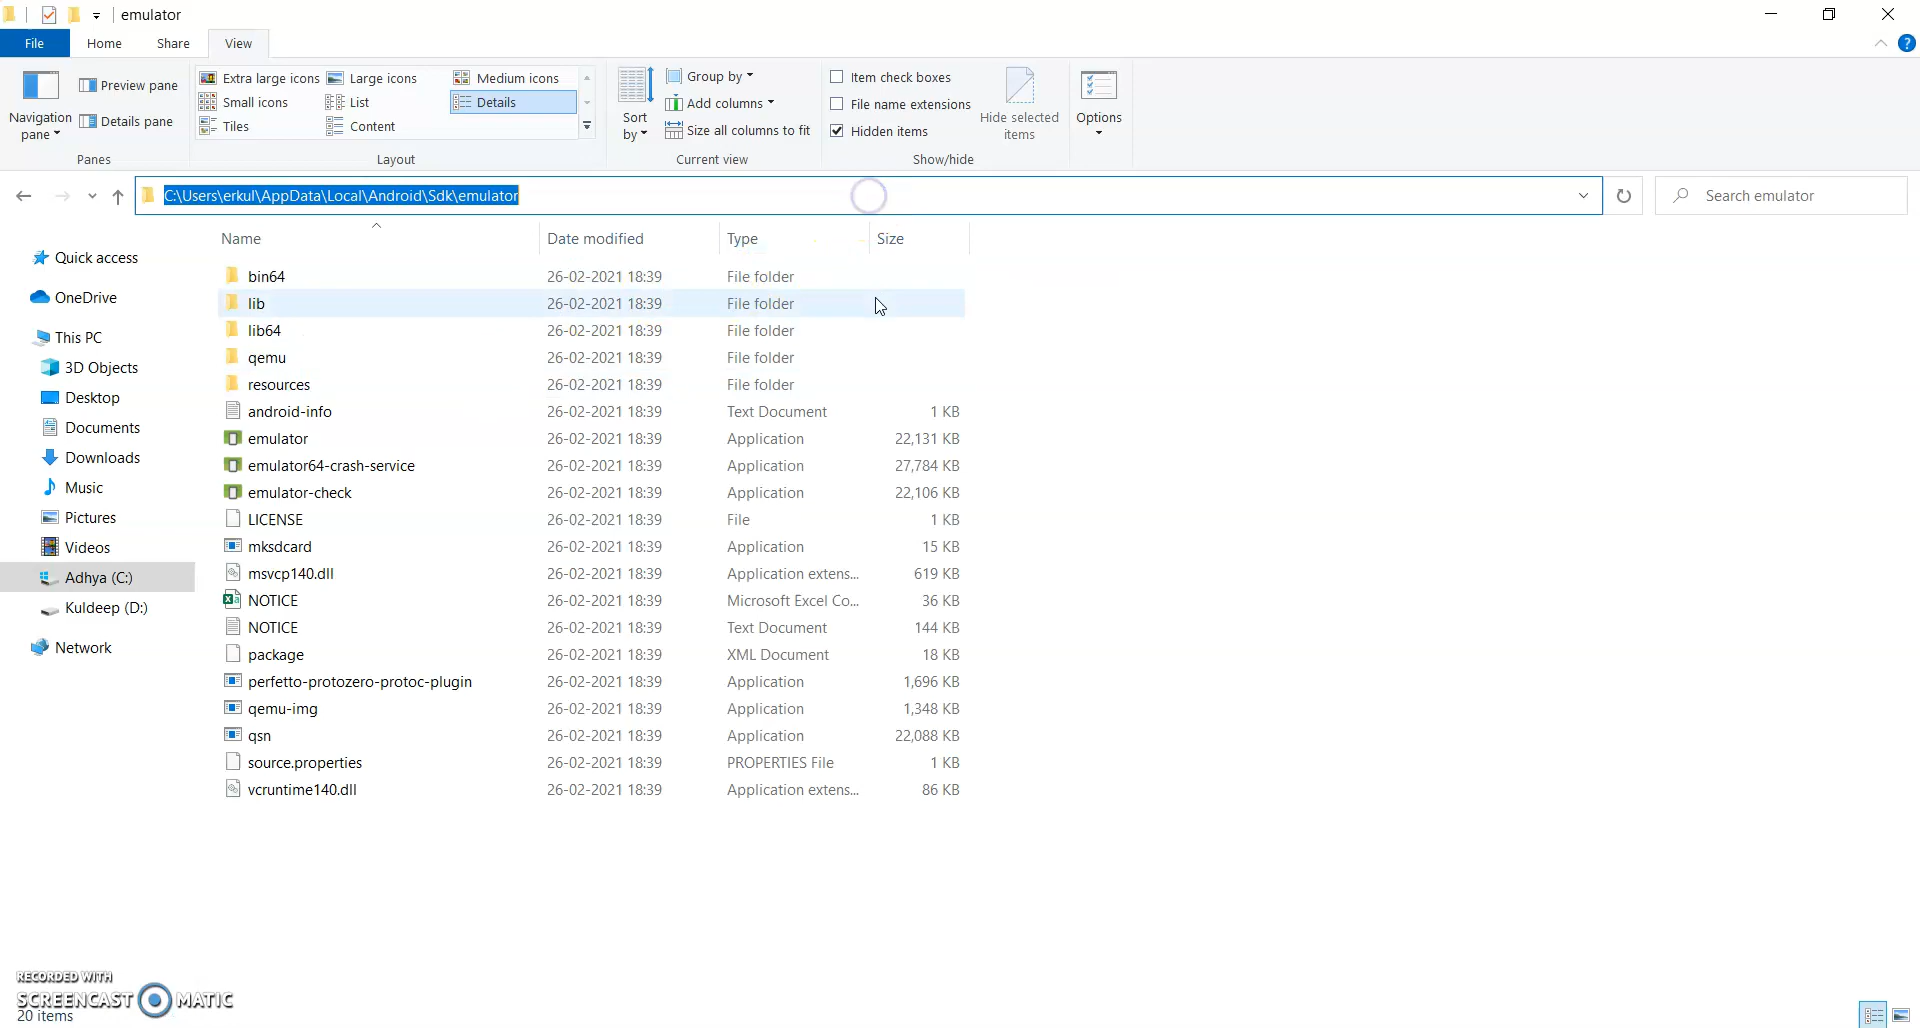 emulator
File Home Share View
Navigation pane
Preview pane
Details pane
Panes
Extra large icons Large icons Medium icons
Small icons List Details
Tiles Content
Layout
Sort by
Group by
Add columns
Size all columns to fit
Current view
Item check boxes
File name extensions
Hidden items
Hide selected items
Show/hide
Options
C:\Users\erkul\AppData\Local\Android\Sdk\emulator
Search emulator
Quick access
OneDrive
This PC
3D Objects
Desktop
Documents
Downloads
Music
Pictures
Videos
Adhya (C:)
Kuldeep (D:)
Network
Name Date modified Type Size
bin64 26-02-2021 18:39 File folder
lib 26-02-2021 18:39 File folder
lib64 26-02-2021 18:39 File folder
qemu 26-02-2021 18:39 File folder
resources 26-02-2021 18:39 File folder
android-info 26-02-2021 18:39 Text Document 1 KB
emulator 26-02-2021 18:39 Application 22,131 KB
emulator64-crash-service 26-02-2021 18:39 Application 27,784 KB
emulator-check 26-02-2021 18:39 Application 22,106 KB
LICENSE 26-02-2021 18:39 File 1 KB
mksdcard 26-02-2021 18:39 Application 15 KB
msvcp140.dll 26-02-2021 18:39 Application extens... 619 KB
NOTICE 26-02-2021 18:39 Microsoft Excel Co... 36 KB
NOTICE 26-02-2021 18:39 Text Document 144 KB
package 26-02-2021 18:39 XML Document 18 KB
perfetto-protozero-protoc-plugin 26-02-2021 18:39 Application 1,696 KB
qemu-img 26-02-2021 18:39 Application 1,348 KB
qsn 26-02-2021 18:39 Application 22,088 KB
source.properties 26-02-2021 18:39 PROPERTIES File 1 KB
vcruntime140.dll 26-02-2021 18:39 Application extens... 86 KB
RECORDED WITH
SCREENCAST MATIC
20 items